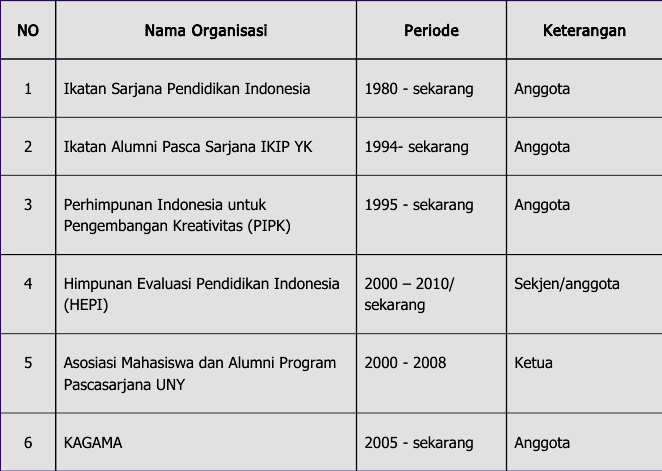 NO Nama Organisasi Periode Keterangan
1 Ikatan Sarjana Pendidikan Indonesia 1980 - sekarang Anggota
2 Ikatan Alumni Pasca Sarjana IKIP YK 1994- sekarang Anggota
3 Perhimpunan Indonesia untuk 1995 - sekarang Anggota
Pengembangan Kreativitas (PIPK)
4 Himpunan Evaluasi Pendidikan Indonesia 2000 – 2010/ Sekjen/anggota
(HEPI) sekarang
5 Asosiasi Mahasiswa dan Alumni Program 2000 - 2008 Ketua
Pascasarjana UNY
6 KAGAMA 2005 - sekarang Anggota